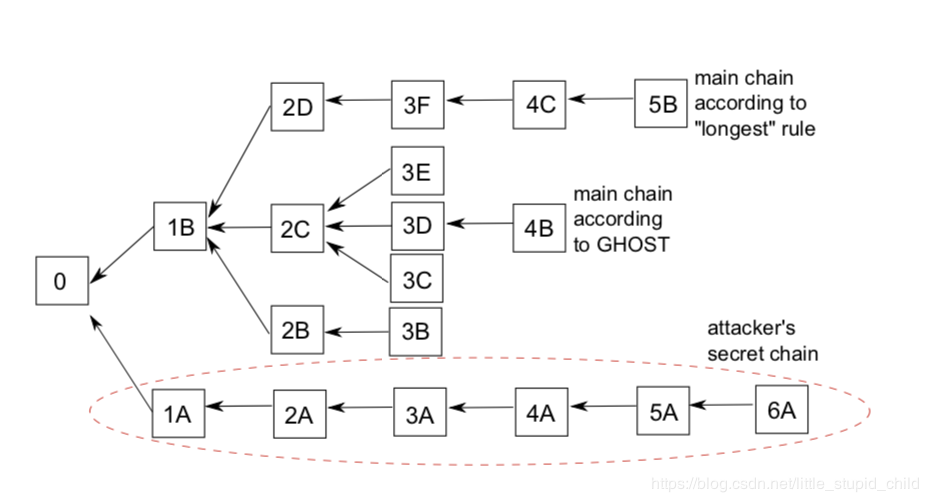 2D
3F
4C
5B
main chain
according to
"longest" rule
3E
1B
2C
3D
4B
main chain
according
to GHOST
0
3C
2B
3B
attacker's
secret chain
1A
2A
3A
4A
5A
6A
https://blog.csdn.net/little_stupid_child